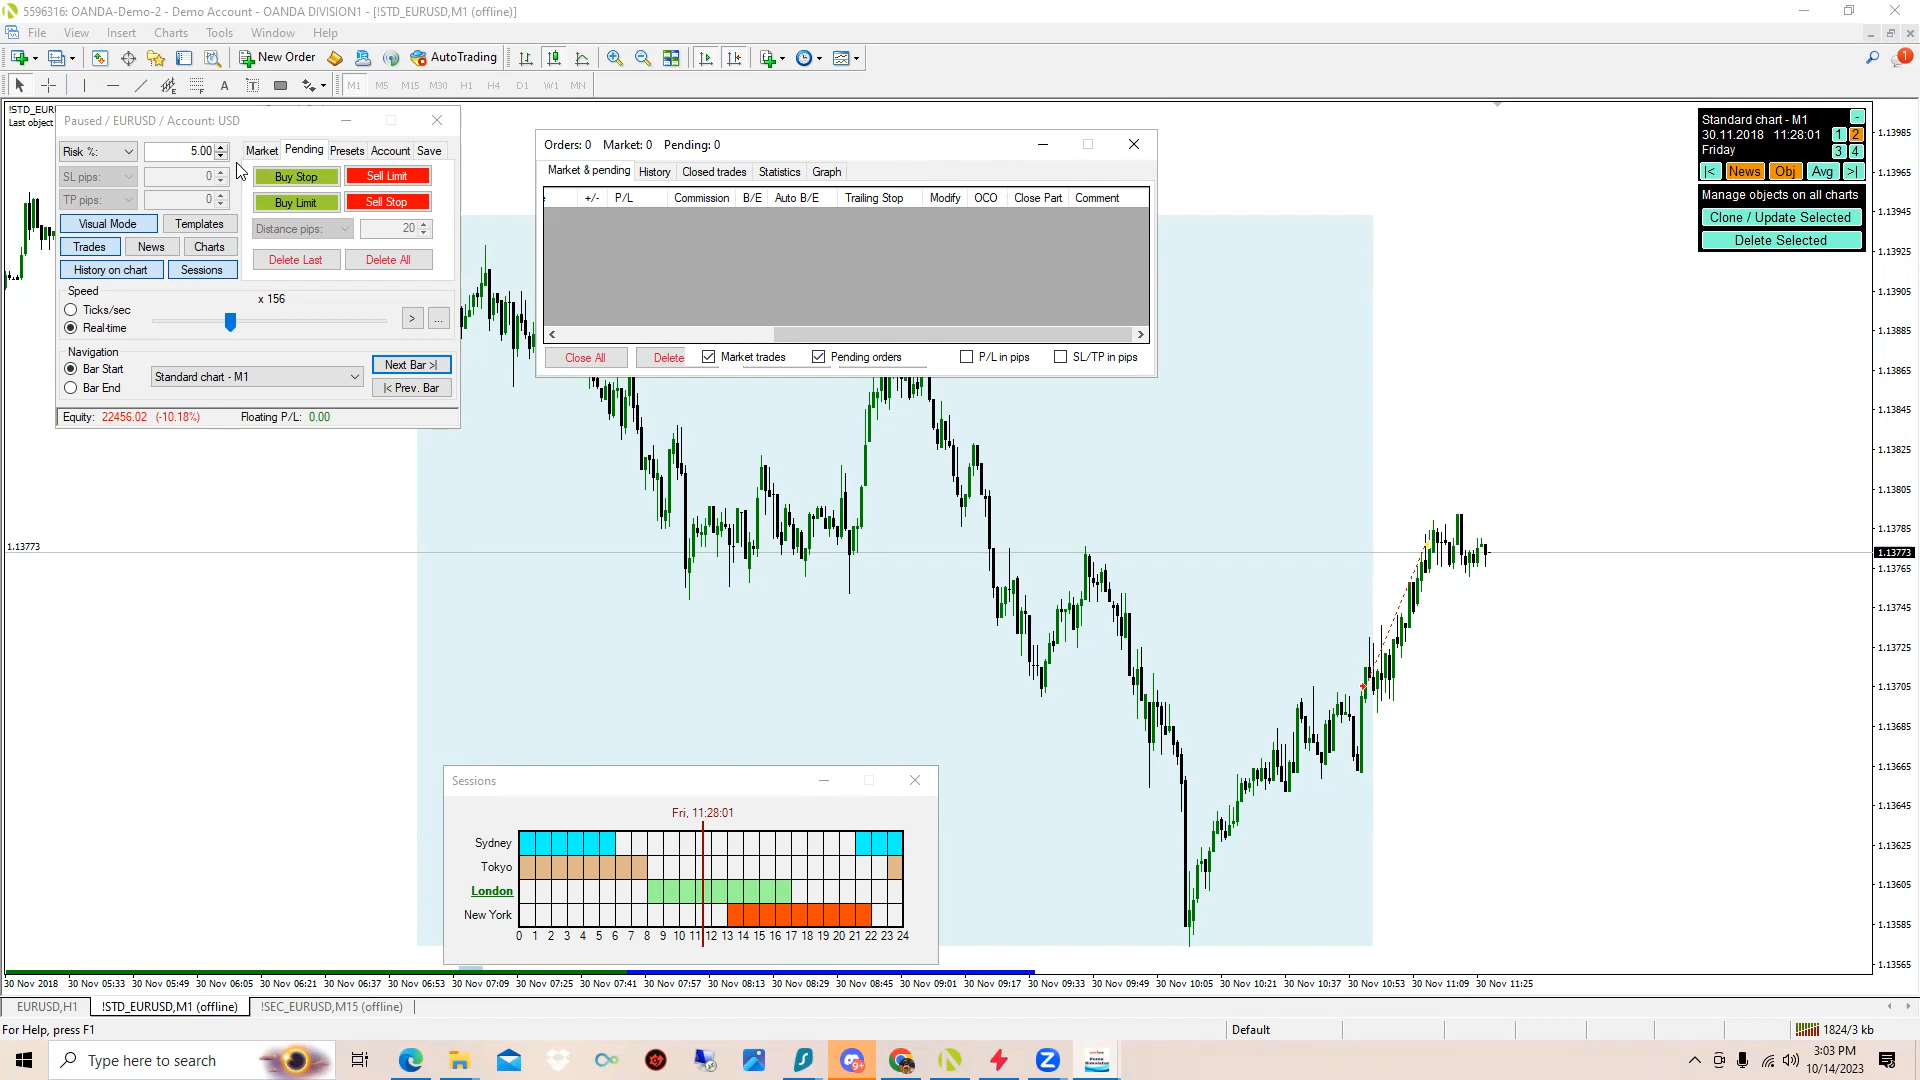 5596316: OANDA-Demo-2 - Demo Account - OANDA DIVISION1 - [!STD_EURUSD,M1 (offline)]
File View Insert Charts Tools Window Help
New Order AutoTrading 1
A T M1 M5 M15 M30 H1 H4 D1 W1 MN
!STD_EUR
Last object
Paused / EURUSD / Account: USD
Risk %: 5.00
SL pips: 0
TP pips: 0
Visual Mode Templates
Trades News Charts
History on chart Sessions
Market Pending Presets Account Save
Buy Stop Sell Limit
Buy Limit Sell Stop
Distance pips: 20
Delete Last Delete All
Speed
x 156
Ticks/sec
Real-time
> ...
Navigation
Bar Start
Bar End
Standard chart - M1
Next Bar >|
|< Prev. Bar
Equity: 22456.02 (-10.18%) Floating P/L: 0.00
Orders: 0 Market: 0 Pending: 0
Market & pending History Closed trades Statistics Graph
+/- P/L Commission B/E Auto B/E Trailing Stop Modify OCO Close Part Comment
Close All Delete Market trades Pending orders P/L in pips SL/TP in pips
Standard chart - M1 -
30.11.2018 11:28:01 1 2
Friday 3 4
|< News Obj Avg >|
Manage objects on all charts
Clone / Update Selected
Delete Selected
1.13985
1.13965
1.13945
1.13925
1.13905
1.13885
1.13865
1.13845
1.13825
1.13805
1.13785
1.13773
1.13773
1.13765
1.13745
1.13725
1.13705
1.13685
1.13665
1.13645
1.13625
1.13605
1.13585
1.13565
Sessions
Fri, 11:28:01
Sydney
Tokyo
London
New York
0 1 2 3 4 5 6 7 8 9 10 11 12 13 14 15 16 17 18 19 20 21 22 23 24
30 Nov 2018 30 Nov 05:33 30 Nov 05:49 30 Nov 06:05 30 Nov 06:21 30 Nov 06:37 30 Nov 06:53 30 Nov 07:09 30 Nov 07:25 30 Nov 07:41 30 Nov 07:57 30 Nov 08:13 30 Nov 08:29 30 Nov 08:45 30 Nov 09:01 30 Nov 09:17 30 Nov 09:33 30 Nov 09:49 30 Nov 10:05 30 Nov 10:21 30 Nov 10:37 30 Nov 10:53 30 Nov 11:09 30 Nov 11:25
EURUSD,H1 !STD_EURUSD,M1 (offline) !SEC_EURUSD,M15 (offline)
For Help, press F1 Default 1824/3 kb
Type here to search
9+
3:03 PM
10/14/2023